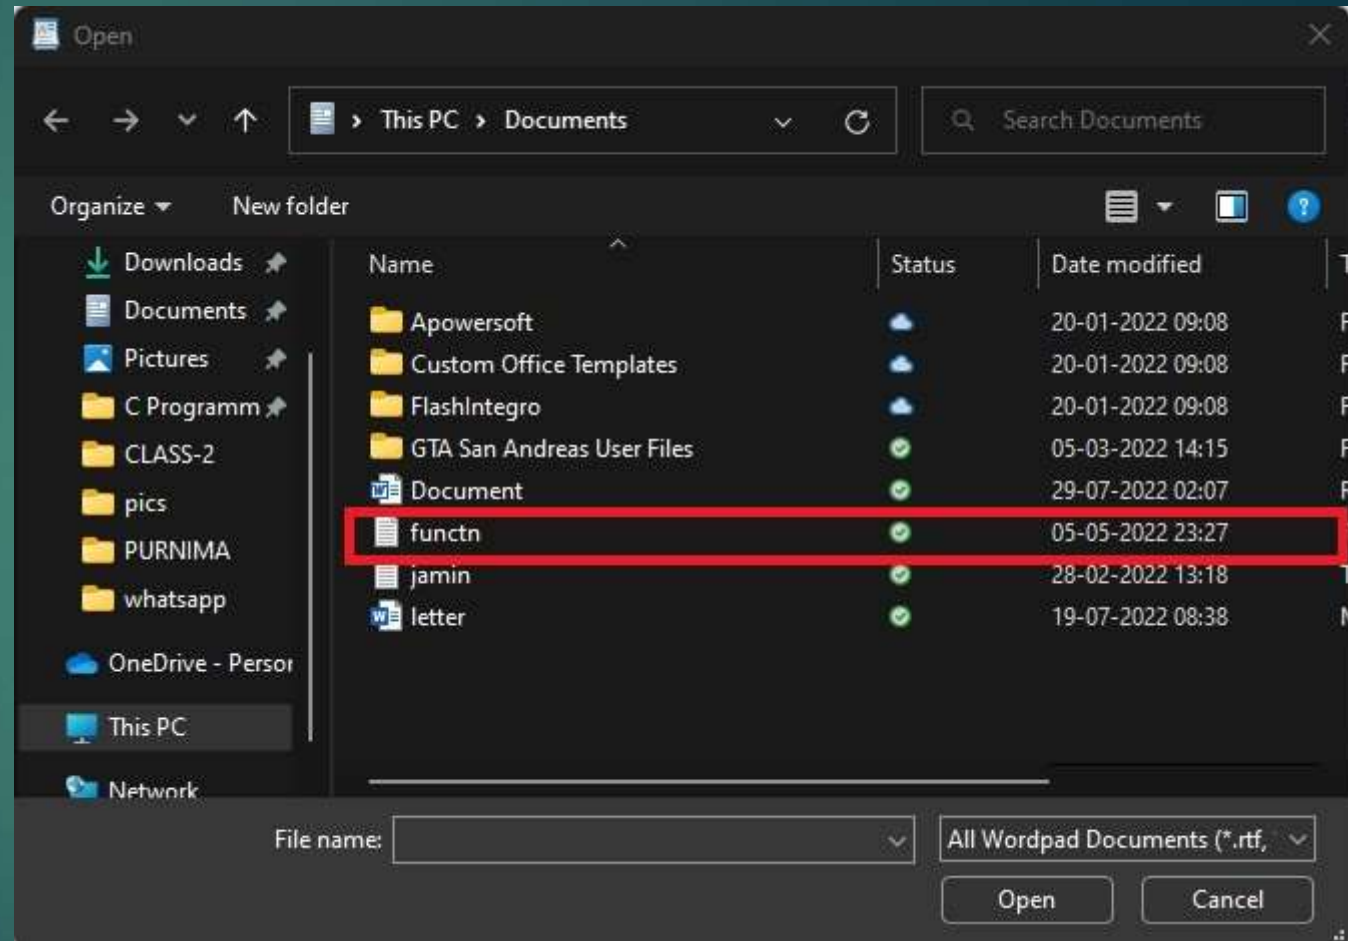 Open
This PC > Documents
Search Documents
Organize
New folder
Downloads
Documents
Pictures
C Programm
CLASS-2
pics
PURNIMA
whatsapp
OneDrive - Person
This PC
Network
Name Status Date modified T
Apowersoft 20-01-2022 09:08 F
Custom Office Templates 20-01-2022 09:08 F
FlashIntegro 20-01-2022 09:08 F
GTA San Andreas User Files 05-03-2022 14:15 F
Document 29-07-2022 02:07 F
functn 05-05-2022 23:27
jamin 28-02-2022 13:18 T
letter 19-07-2022 08:38 M
File name:
All Wordpad Documents (*.rtf,
Open
Cancel